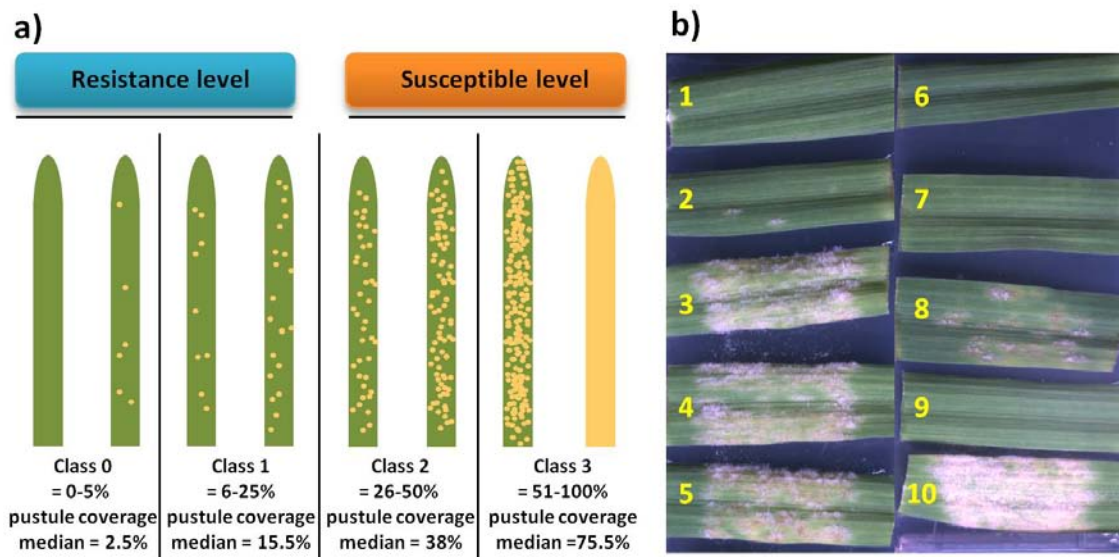 a)
Resistance level
Susceptible level
Class 0
= 0-5%
pustule coverage
median = 2.5%
Class 1
= 6-25%
pustule coverage
median = 15.5%
Class 2
= 26-50%
pustule coverage
median = 38%
Class 3
= 51-100%
pustule coverage
median =75.5%
b)
1
2
3
4
5
6
7
8
9
10